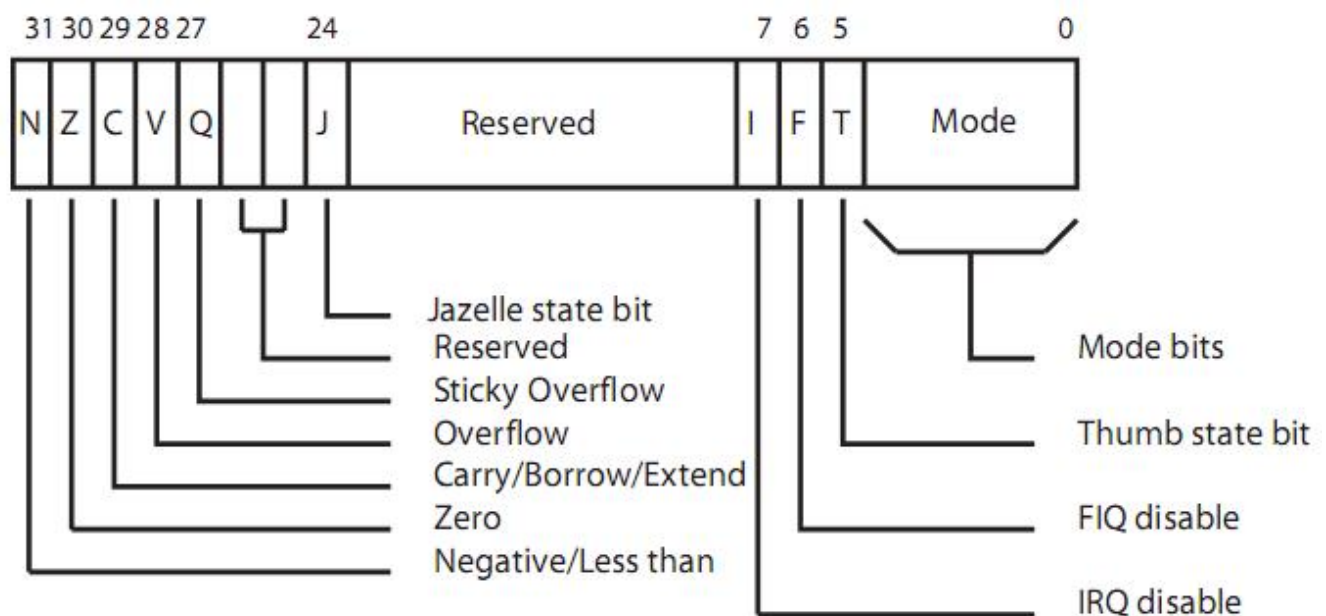 31 30 29 28 27 24 7 6 5 0
N Z C V Q J Reserved I F T Mode
Jazelle state bit
Reserved
Sticky Overflow
Overflow
Carry/Borrow/Extend
Zero
Negative/Less than
Mode bits
Thumb state bit
FIQ disable
IRQ disable